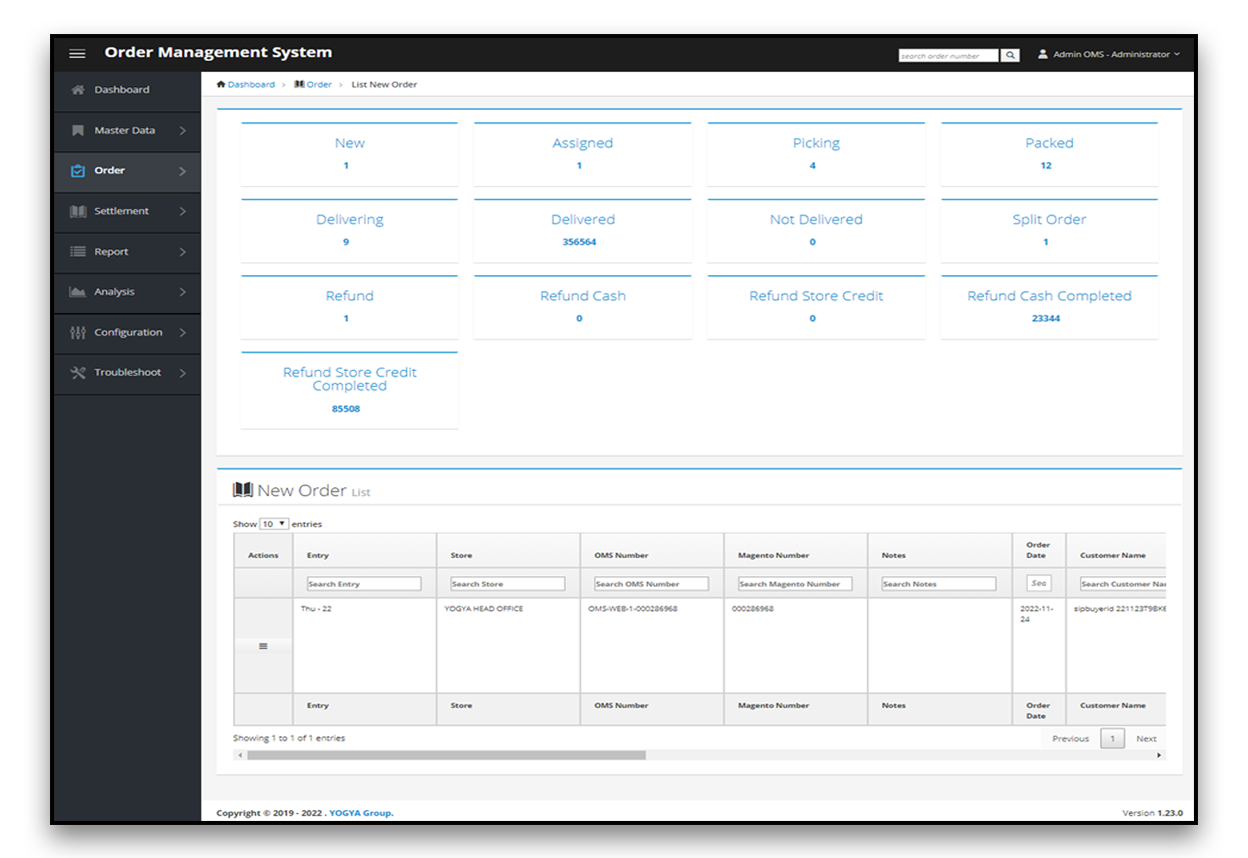 Order Management System
search order number
Admin OMS - Administrator
Dashboard
Master Data
Order
Settlement
Report
Analysis
Configuration
Troubleshoot
Dashboard > Order > List New Order
New
1
Assigned
1
Picking
4
Packed
12
Delivering
9
Delivered
356564
Not Delivered
0
Split Order
1
Refund
1
Refund Cash
0
Refund Store Credit
0
Refund Cash Completed
23344
Refund Store Credit
Completed
85508
New Order List
Show 10 entries
Actions Entry Store OMS Number Magento Number Notes Order Date Customer Name
Search Entry Search Store Search OMS Number Search Magento Number Search Notes Sea Search Customer Nar
Thu - 22 YOGYA HEAD OFFICE OMS-WEB-1-000286968 000286968 2022-11-24 sipbuyerid 221123T9BK6
Entry Store OMS Number Magento Number Notes Order Date Customer Name
Showing 1 to 1 of 1 entries
Previous 1 Next
Copyright © 2019 - 2022 . YOGYA Group.
Version 1.23.0